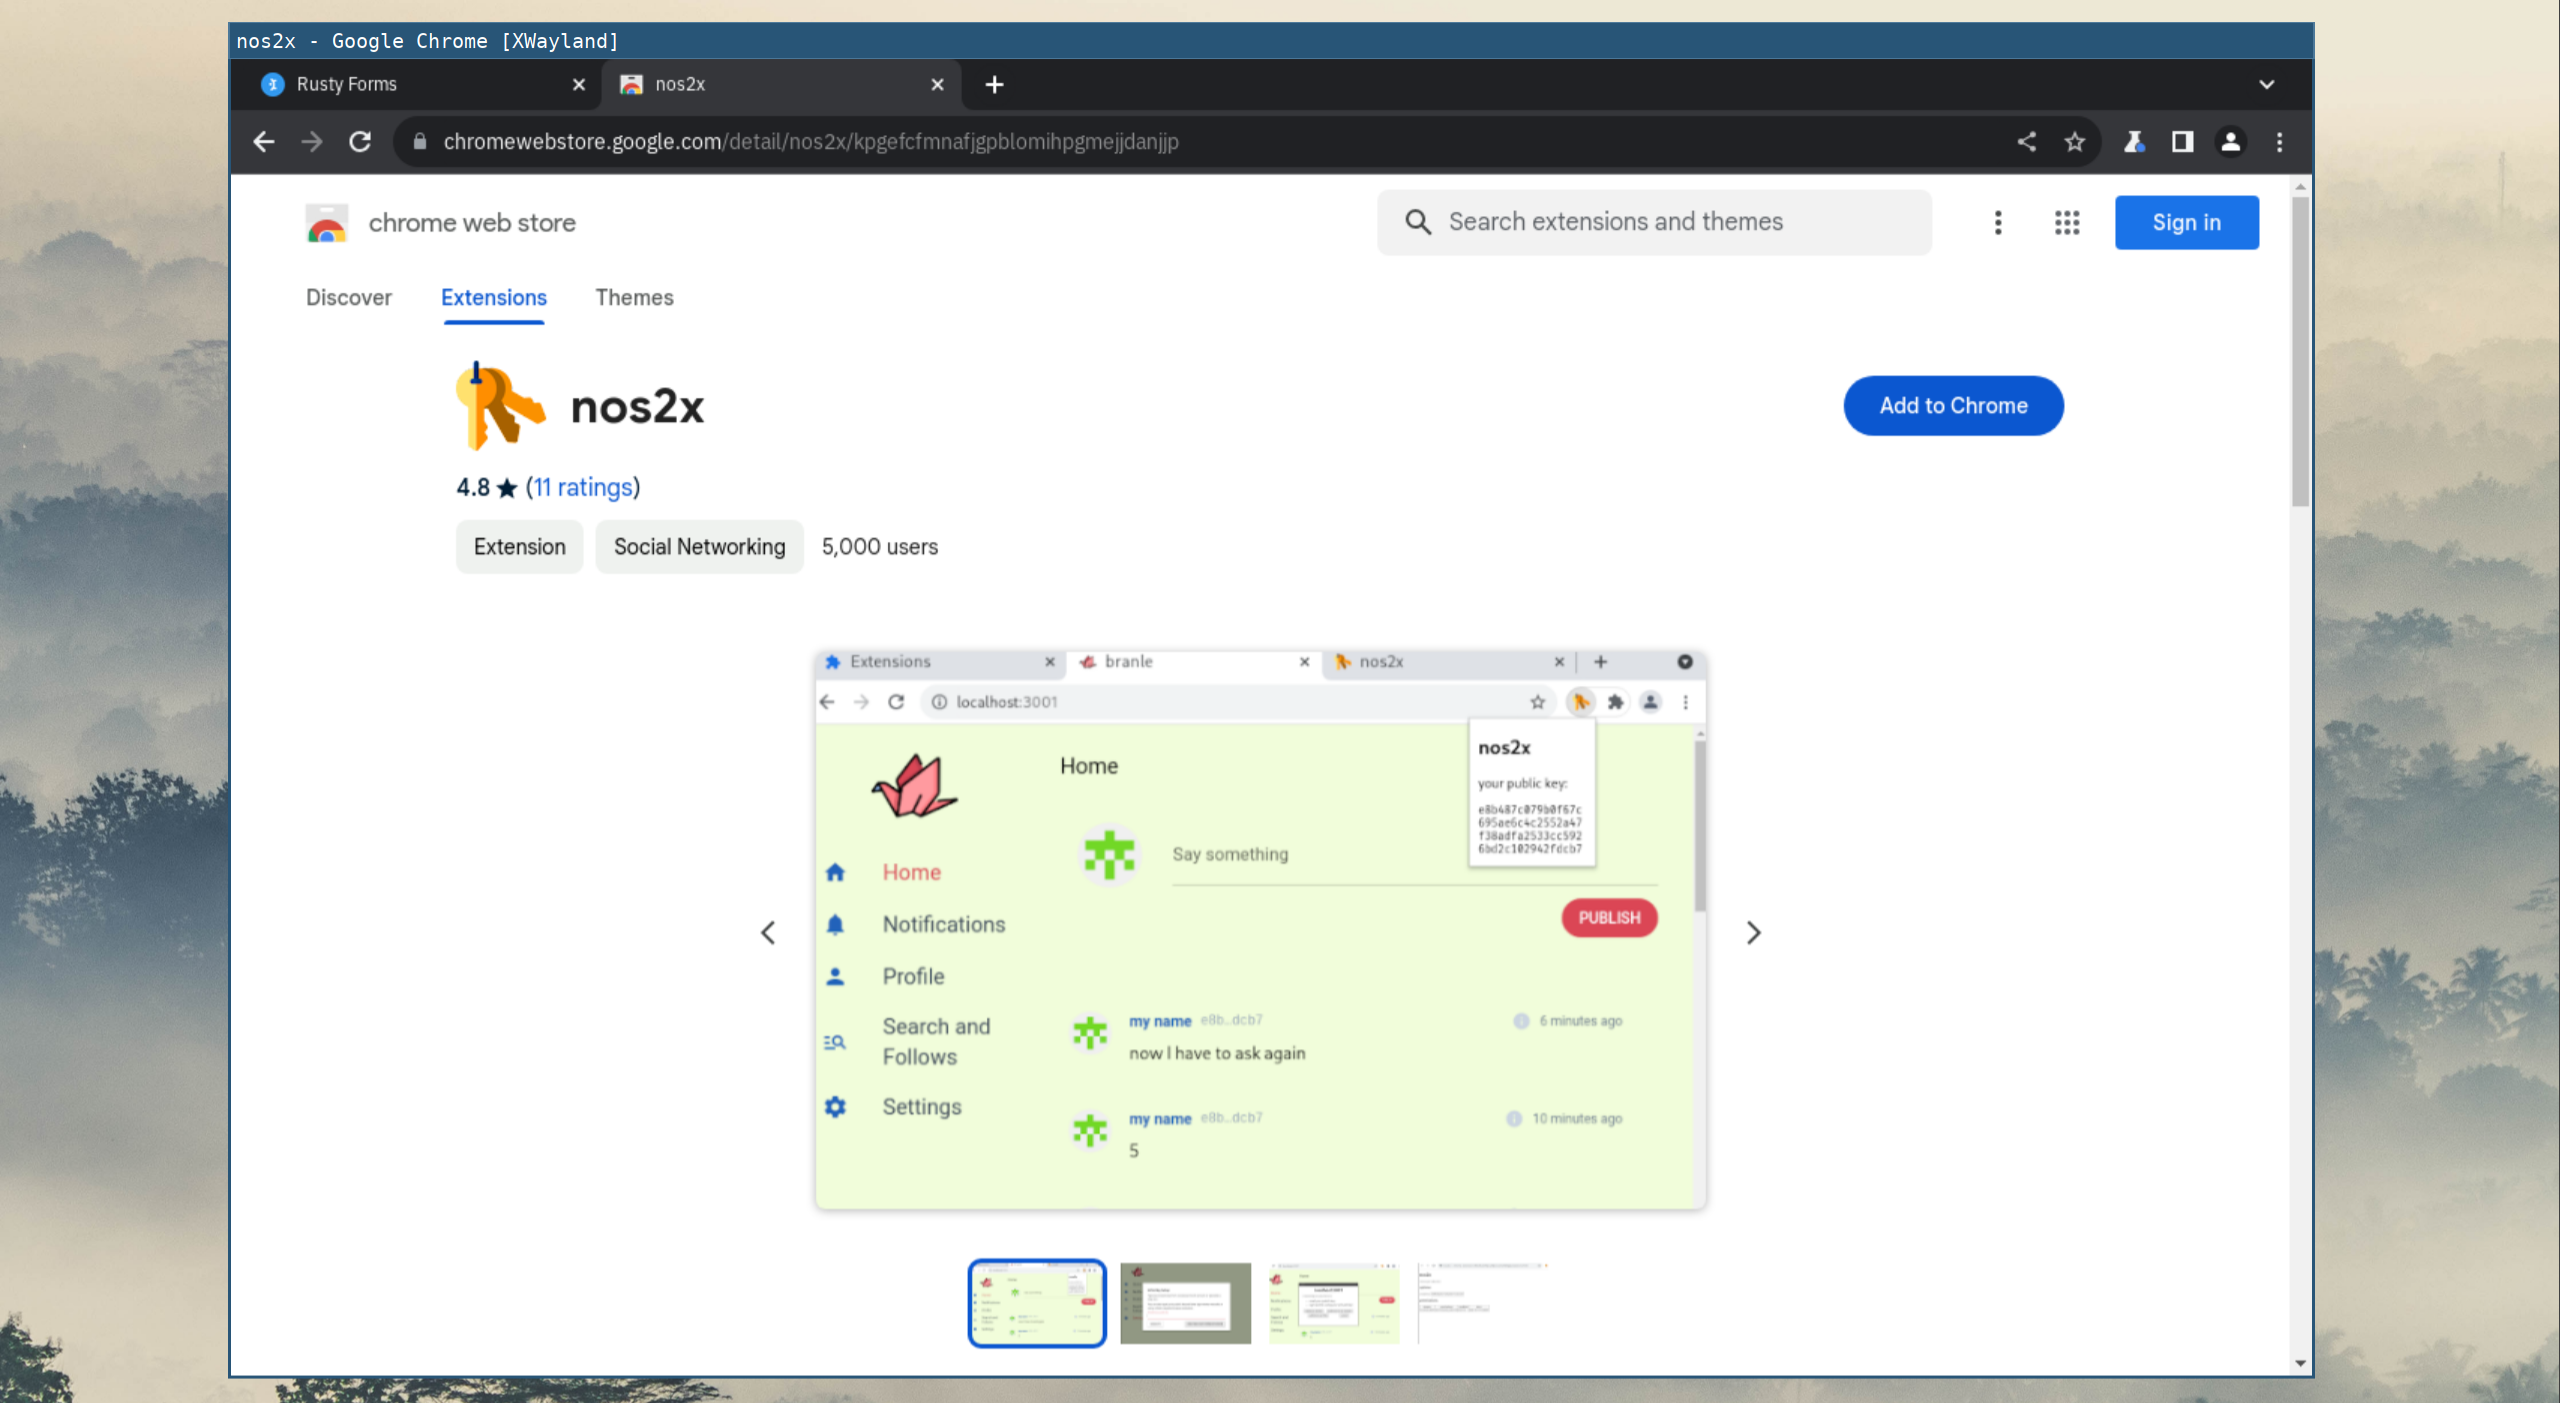 nos2x - Google Chrome [XWayland]
Rusty Forms
nos2x
chromewebstore.google.com/detail/nos2x/kpgefcfmnafjgpblomihpgmejjdanjjp
chrome web store
Search extensions and themes
Sign in
Discover
Extensions
Themes
nos2x
Add to Chrome
4.8 ★ (11 ratings)
Extension
Social Networking
5,000 users
Extensions
branle
nos2x
localhost:3001
nos2x
your public key:
e8b487c079b0f67c
695ae6c4c2552a47
f38adfa2533cc592
6bd2c102942fdcb7
Home
Say something
PUBLISH
Home
Notifications
Profile
Search and
Follows
Settings
my name e8b...dcb7
6 minutes ago
now I have to ask again
my name e8b...dcb7
10 minutes ago
5